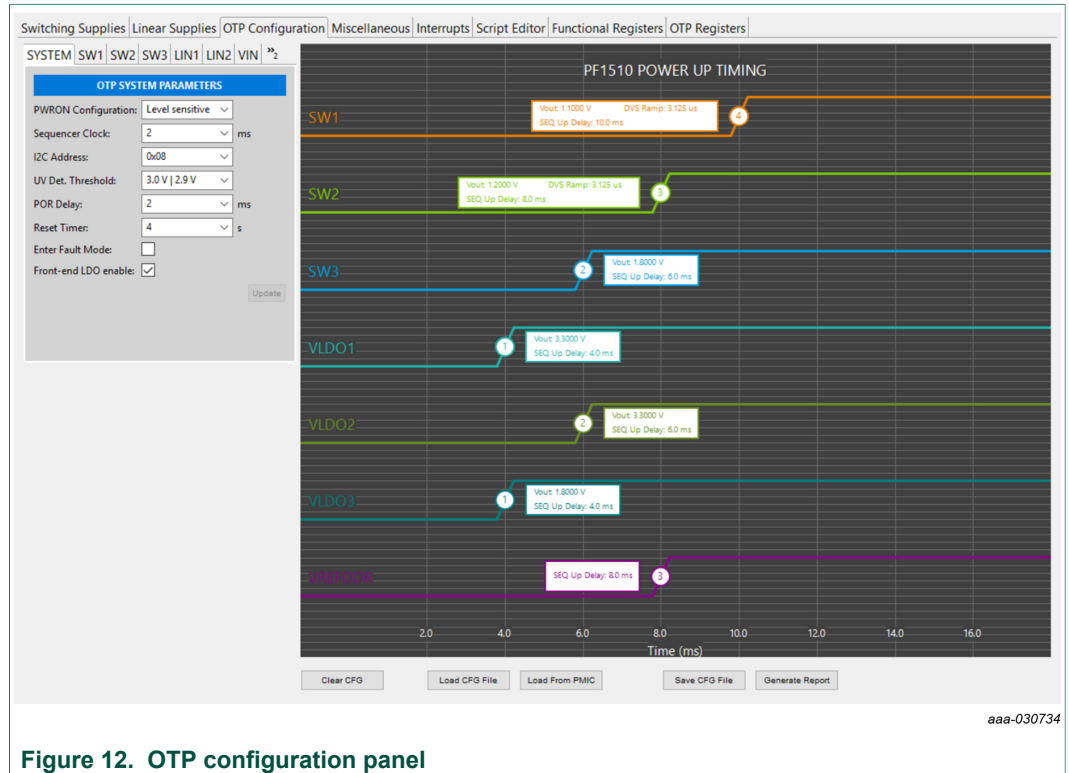 Switching Supplies Linear Supplies OTP Configuration Miscellaneous Interrupts Script Editor Functional Registers OTP Registers
SYSTEM SW1 SW2 SW3 LIN1 LIN2 VIN »2
OTP SYSTEM PARAMETERS
PWRON Configuration: Level sensitive
Sequencer Clock: 2 ms
I2C Address: 0x08
UV Det. Threshold: 3.0 V | 2.9 V
POR Delay: 2 ms
Reset Timer: 4 s
Enter Fault Mode:
Front-end LDO enable:
Update
PF1510 POWER UP TIMING
SW1
Vout: 1.1000 V DVS Ramp: 3.125 us
SEQ Up Delay: 10.0 ms
4
SW2
Vout: 1.2000 V DVS Ramp: 3.125 us
SEQ Up Delay: 8.0 ms
3
SW3
2
Vout: 1.8000 V
SEQ Up Delay: 6.0 ms
VLDO1
1
Vout: 3.3000 V
SEQ Up Delay: 4.0 ms
VLDO2
2
Vout: 3.3000 V
SEQ Up Delay: 6.0 ms
VLDO3
1
Vout: 1.8000 V
SEQ Up Delay: 4.0 ms
SEQ Up Delay: 8.0 ms
3
2.0 4.0 6.0 8.0 10.0 12.0 14.0 16.0
Time (ms)
Clear CFG Load CFG File Load From PMIC Save CFG File Generate Report
aaa-030734
Figure 12. OTP configuration panel